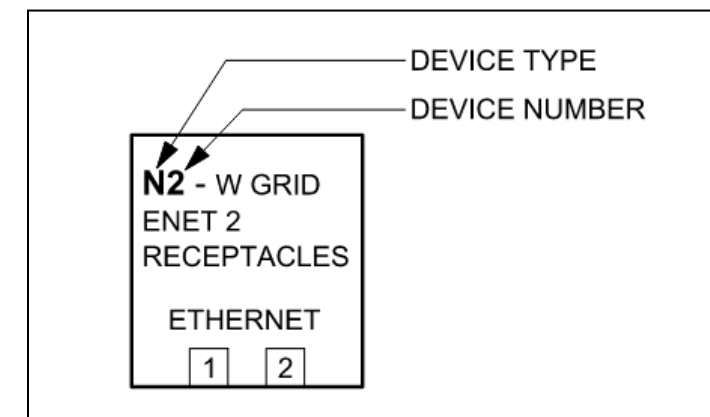 DEVICE TYPE
DEVICE NUMBER
N2 - W GRID
ENET 2
RECEPTACLES
ETHERNET
1 2